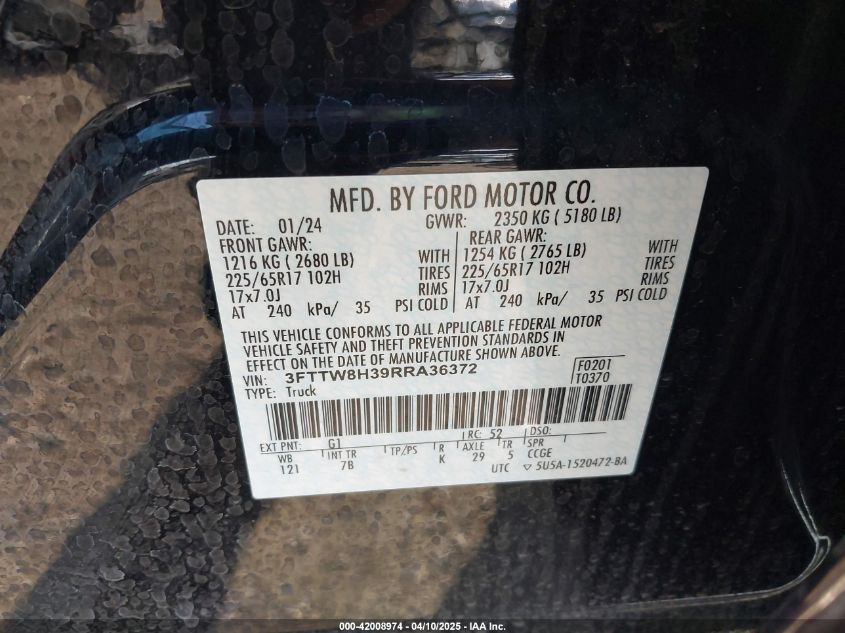 MFD. BY FORD MOTOR CO.
DATE: 01/24 GVWR: 2350 KG ( 5180 LB)
FRONT GAWR: REAR GAWR:
1216 KG ( 2680 LB) WITH 1254 KG ( 2765 LB) WITH
225/65R17 102H TIRES 225/65R17 102H TIRES
17x7.0J RIMS 17x7.0J RIMS
AT 240 kPa/ 35 PSI COLD AT 240 kPa/ 35 PSI COLD
THIS VEHICLE CONFORMS TO ALL APPLICABLE FEDERAL MOTOR
VEHICLE SAFETY AND THEFT PREVENTION STANDARDS IN
EFFECT ON THE DATE OF MANUFACTURE SHOWN ABOVE.
VIN: 3FTTW8H39RRA36372 F0201
TYPE: Truck T0370
EXT PNT: G1 RC: 52 DSO:
WB INT TR TP/PS R AXLE TR SPR
121 7B K 29 5 CCGE
UTC ▽ 5U5A-1520472-BA
000-42008974 - 04/10/2025 - IAA Inc.